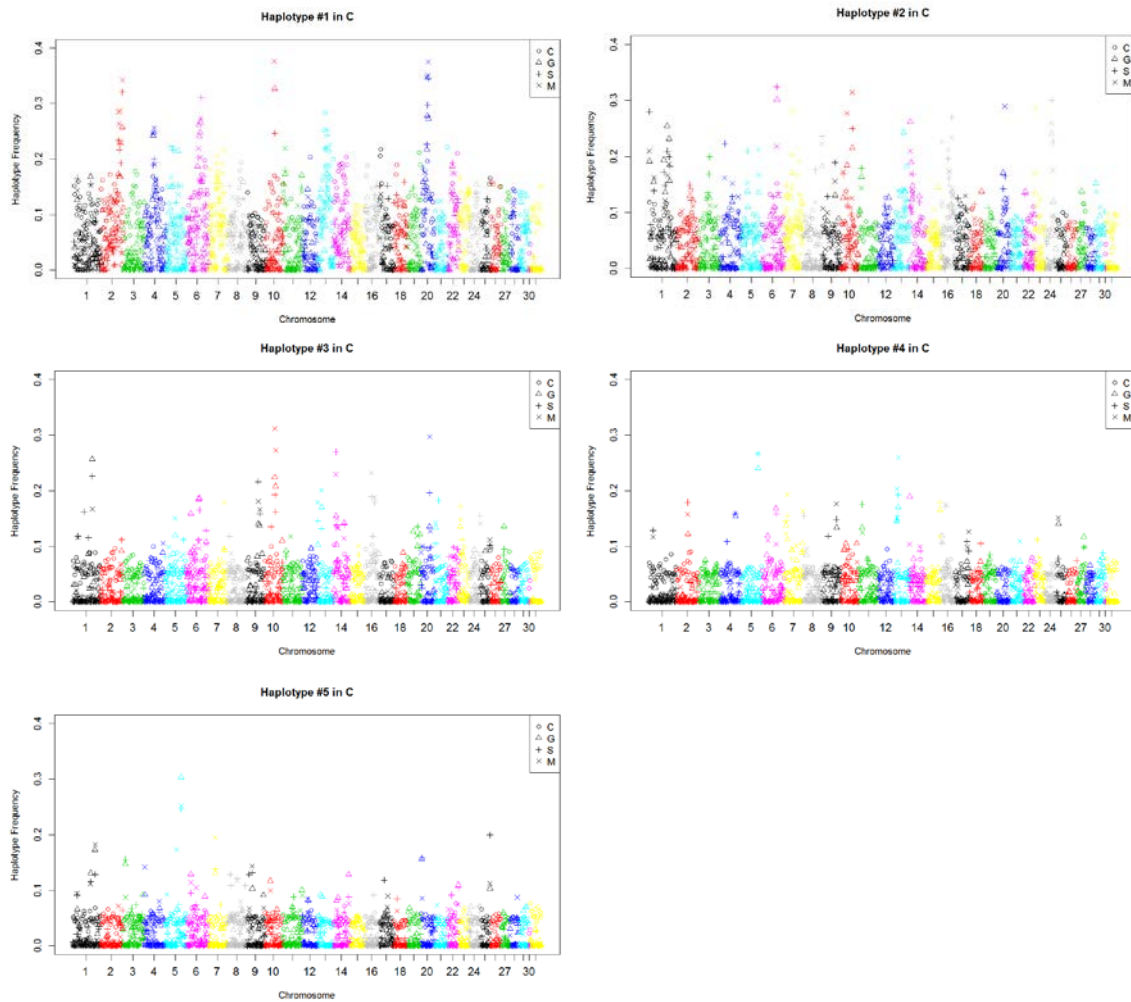 Haplotype #1 in C
Haplotype Frequency
0.4
0.3
0.2
0.1
0.0
C
G
S
M
1 2 3 4 5 6 7 8 9 10 12 14 16 18 20 22 24 27 30
Chromosome
Haplotype #2 in C
Haplotype Frequency
0.4
0.3
0.2
0.1
0.0
C
G
S
M
1 2 3 4 5 6 7 8 9 10 12 14 16 18 20 22 24 27 30
Chromosome
Haplotype #3 in C
Haplotype Frequency
0.4
0.3
0.2
0.1
0.0
C
G
S
M
1 2 3 4 5 6 7 8 9 10 12 14 16 18 20 22 24 27 30
Chromosome
Haplotype #4 in C
Haplotype Frequency
0.4
0.3
0.2
0.1
0.0
C
G
S
M
1 2 3 4 5 6 7 8 9 10 12 14 16 18 20 22 24 27 30
Chromosome
Haplotype #5 in C
Haplotype Frequency
0.4
0.3
0.2
0.1
0.0
C
G
S
M
1 2 3 4 5 6 7 8 9 10 12 14 16 18 20 22 24 27 30
Chromosome